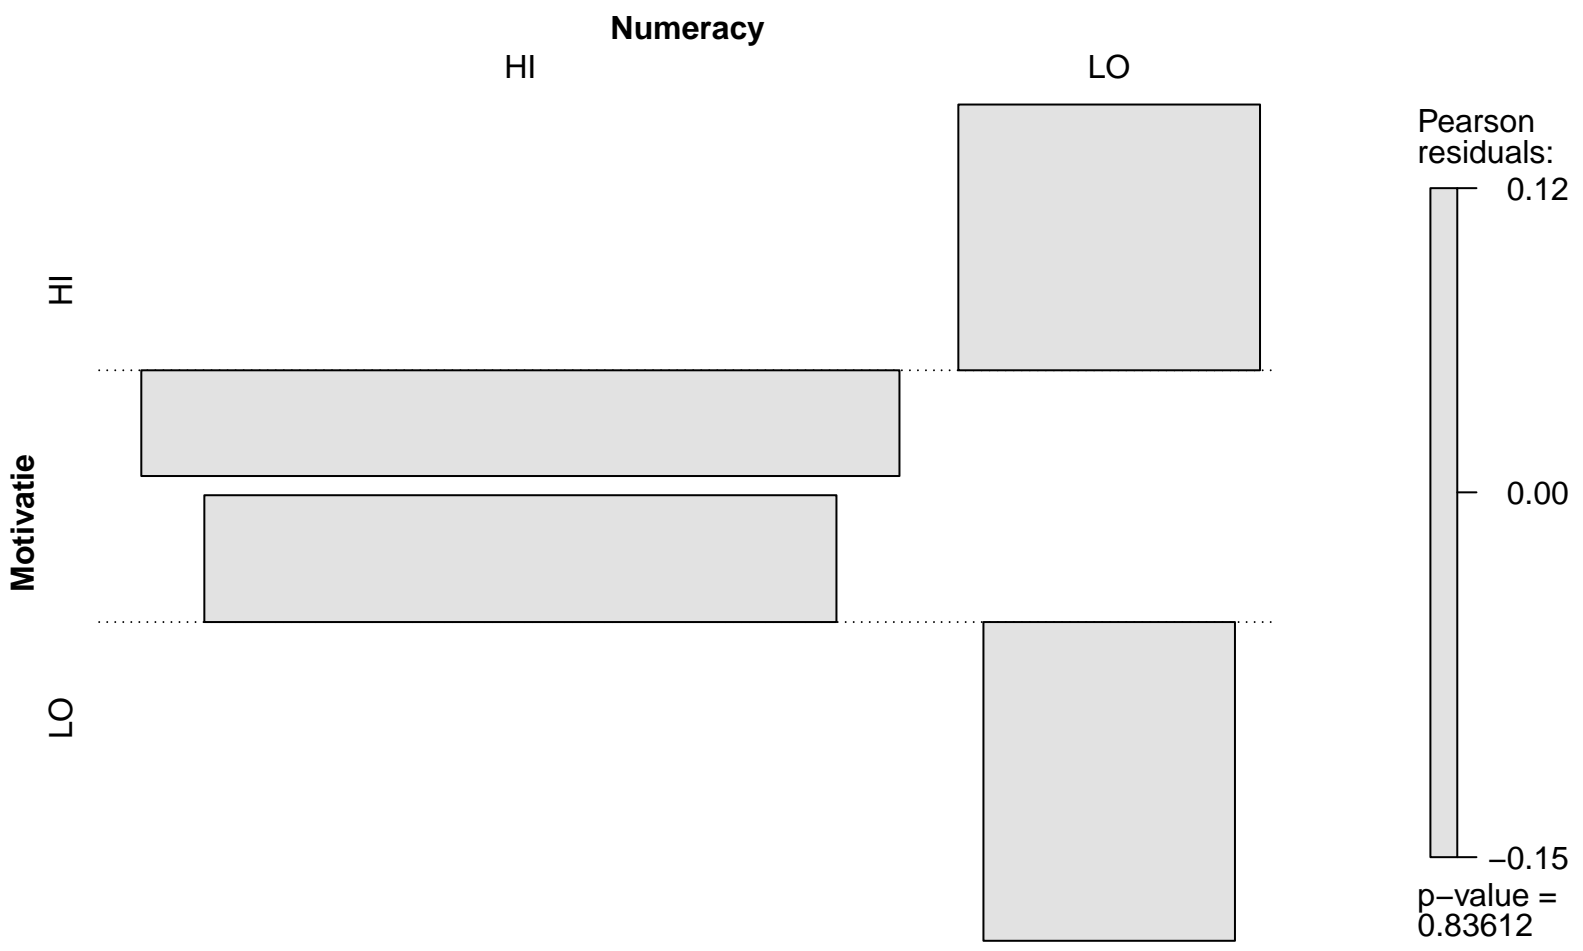 Numeracy
HI LO
Motivatie
HI
LO
Pearson
residuals:
0.12
0.00
−0.15
p−value =
0.83612